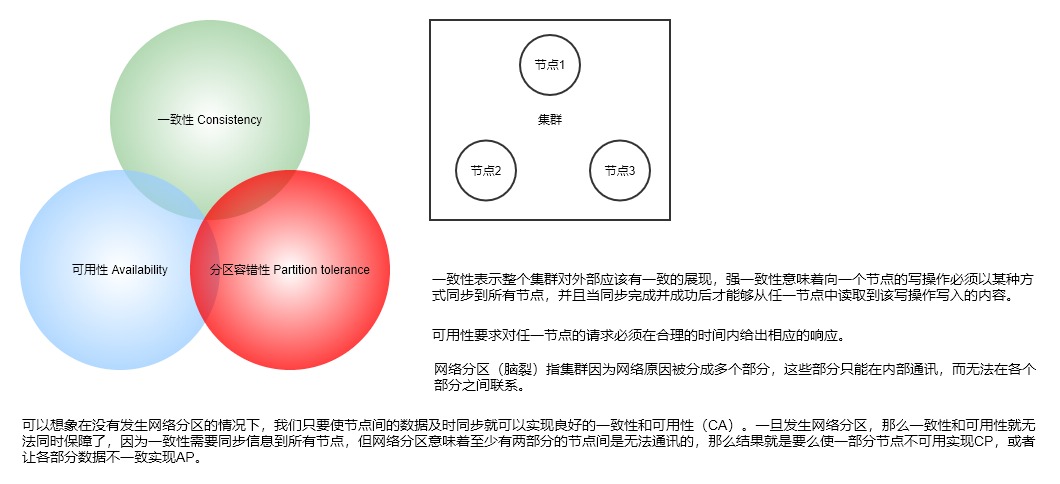 一致性 Consistency
可用性 Availability
分区容错性 Partition tolerance
节点1
集群
节点2
节点3
一致性表示整个集群对外部应该有一致的展现，强一致性意味着向一个节点的写操作必须以某种方
式同步到所有节点，并且当同步完成并成功后才能够从任一节点中读取到该写操作写入的内容。
可用性要求对任一节点的请求必须在合理的时间内给出相应的响应。
网络分区（脑裂）指集群因为网络原因被分成多个部分，这些部分只能在内部通讯，而无法在各个
部分之间联系。
可以想象在没有发生网络分区的情况下，我们只要使节点间的数据及时同步就可以实现良好的一致性和可用性（CA）。一旦发生网络分区，那么一致性和可用性就无
法同时保障了，因为一致性需要同步信息到所有节点，但网络分区意味着至少有两部分的节点间是无法通讯的，那么结果就是要么使一部分节点不可用实现CP，或者
让各部分数据不一致实现AP。